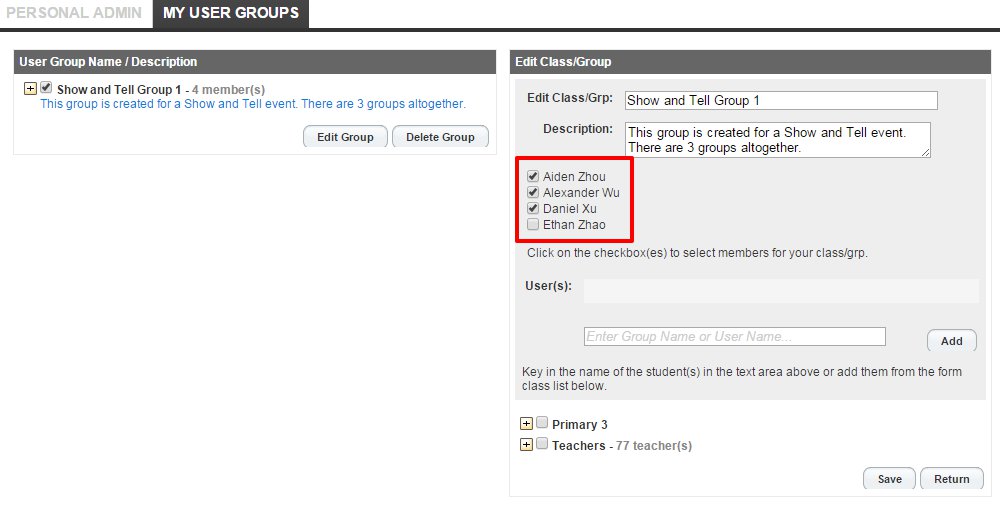 PERSONAL ADMIN
MY USER GROUPS
User Group Name / Description
Show and Tell Group 1 - 4 member(s)
This group is created for a Show and Tell event. There are 3 groups altogether.
Edit Group
Delete Group
Edit Class/Group
Edit Class/Grp:
Show and Tell Group 1
Description:
This group is created for a Show and Tell event.
There are 3 groups altogether.
Aiden Zhou
Alexander Wu
Daniel Xu
Ethan Zhao
Click on the checkbox(es) to select members for your class/grp.
User(s):
Enter Group Name or User Name...
Add
Key in the name of the student(s) in the text area above or add them from the form
class list below.
Primary 3
Teachers - 77 teacher(s)
Save
Return